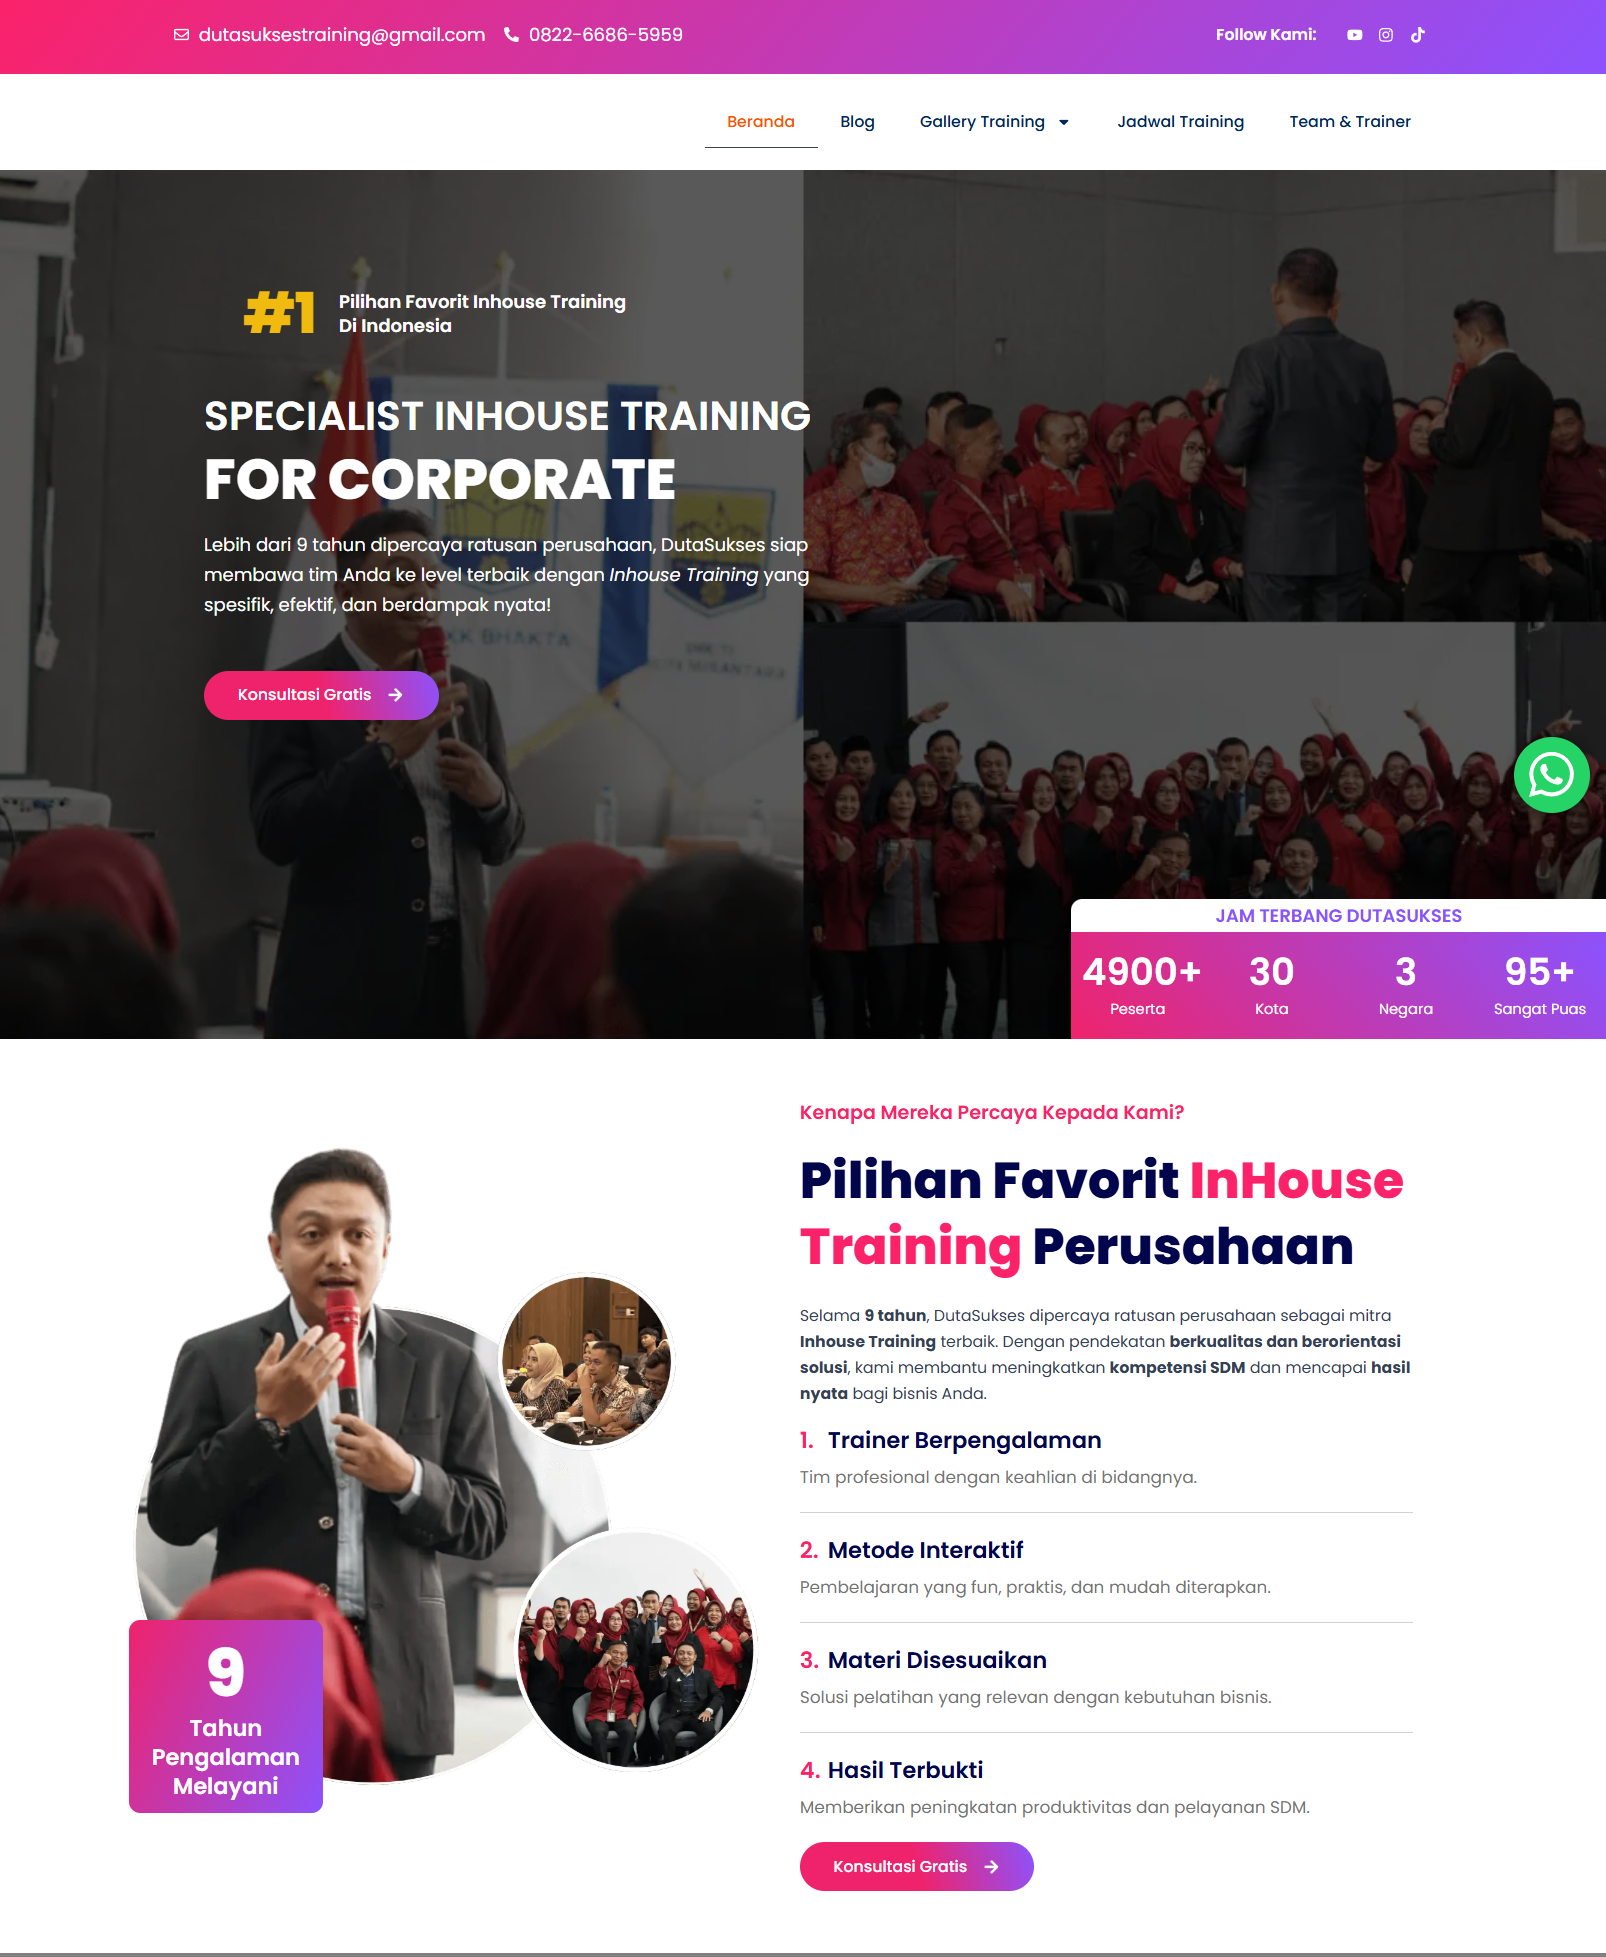 dutasuksestraining@gmail.com 0822-6686-5959 Follow Kami:
Beranda Blog Gallery Training Jadwal Training Team & Trainer
#1 Pilihan Favorit Inhouse Training
Di Indonesia
SPECIALIST INHOUSE TRAINING
FOR CORPORATE
Lebih dari 9 tahun dipercaya ratusan perusahaan, DutaSukses siap
membawa tim Anda ke level terbaik dengan Inhouse Training yang
spesifik, efektif, dan berdampak nyata!
BHAKTA
Konsultasi Gratis
JAM TERBANG DUTASUKSES
4900+ 30 3 95+
Peserta Kota Negara Sangat Puas
Kenapa Mereka Percaya Kepada Kami?
Pilihan Favorit InHouse
Training Perusahaan
Selama 9 tahun, DutaSukses dipercaya ratusan perusahaan sebagai mitra
Inhouse Training terbaik. Dengan pendekatan berkualitas dan berorientasi
solusi, kami membantu meningkatkan kompetensi SDM dan mencapai hasil
nyata bagi bisnis Anda.
1. Trainer Berpengalaman
Tim profesional dengan keahlian di bidangnya.
2. Metode Interaktif
Pembelajaran yang fun, praktis, dan mudah diterapkan.
3. Materi Disesuaikan
Solusi pelatihan yang relevan dengan kebutuhan bisnis.
4. Hasil Terbukti
Memberikan peningkatan produktivitas dan pelayanan SDM.
Konsultasi Gratis
9
Tahun
Pengalaman
Melayani